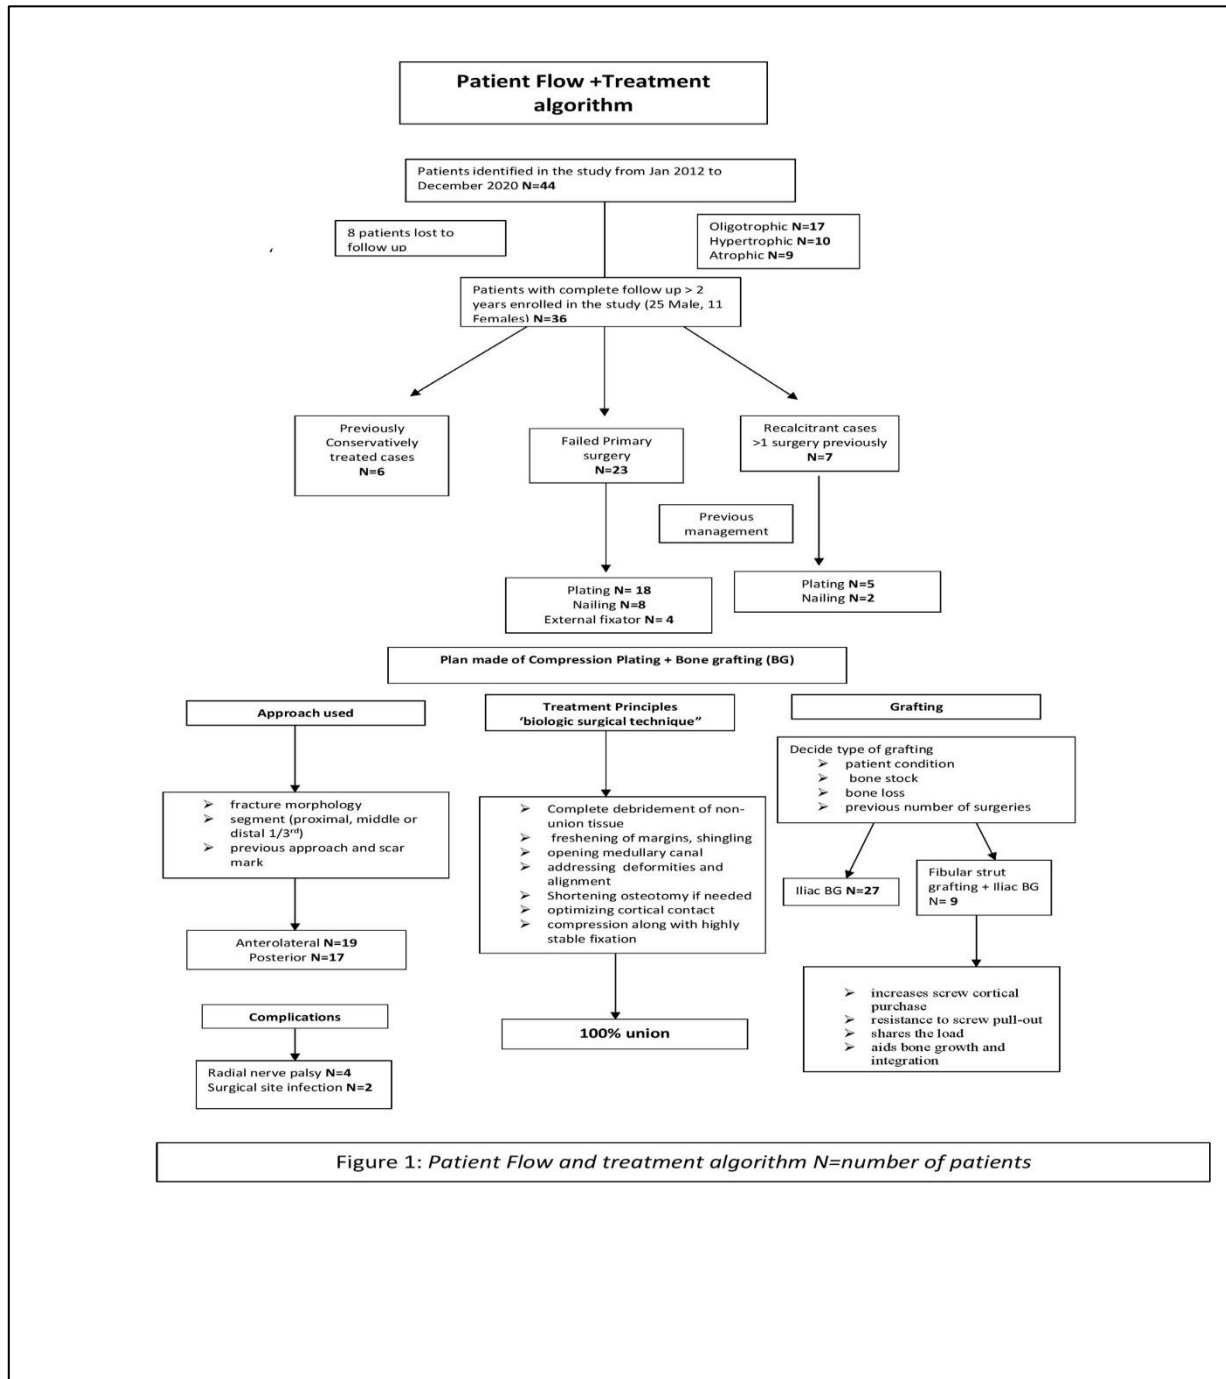 Patient Flow +Treatment
algorithm
Patients identified in the study from Jan 2012 to
December 2020 N=44
8 patients lost to
follow up
Oligotrophic N=17
Hypertrophic N=10
Atrophic N=9
Patients with complete follow up > 2
years enrolled in the study (25 Male, 11
Females) N=36
Previously
Conservatively
treated cases
N=6
Failed Primary
surgery
N=23
Recalcitrant cases
>1 surgery previously
N=7
Previous
management
Plating N= 18
Nailing N=8
External fixator N= 4
Plating N=5
Nailing N=2
Plan made of Compression Plating + Bone grafting (BG)
Approach used
➢ fracture morphology
➢ segment (proximal, middle or
distal 1/3rd)
➢ previous approach and scar
mark
Anterolateral N=19
Posterior N=17
Complications
Radial nerve palsy N=4
Surgical site infection N=2
Treatment Principles
‘biologic surgical technique”
➢ Complete debridement of non-
union tissue
➢ freshening of margins, shingling
➢ opening medullary canal
➢ addressing deformities and
alignment
➢ Shortening osteotomy if needed
➢ optimizing cortical contact
➢ compression along with highly
stable fixation
100% union
Grafting
Decide type of grafting
➢ patient condition
➢ bone stock
➢ bone loss
➢ previous number of surgeries
Iliac BG N=27
Fibular strut
grafting + Iliac BG
N= 9
➢ increases screw cortical
purchase
➢ resistance to screw pull-out
➢ shares the load
➢ aids bone growth and
integration
Figure 1: Patient Flow and treatment algorithm N=number of patients